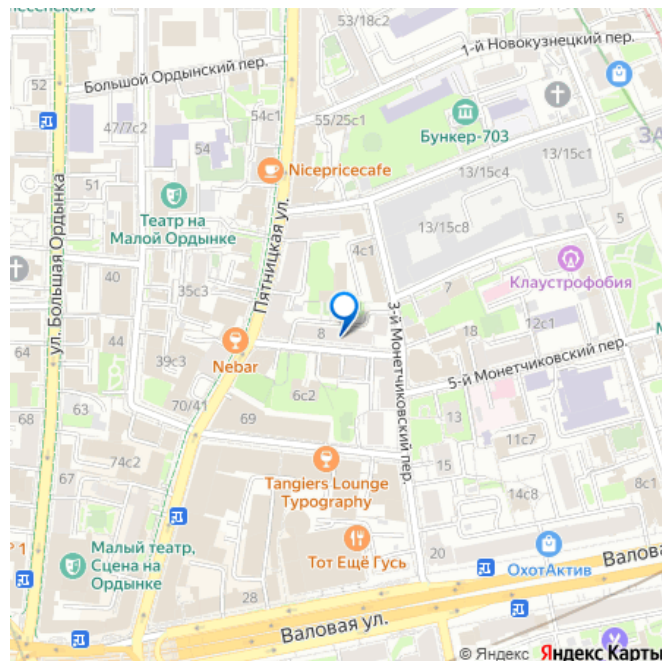 сенского
53/18с2
1-й Новокузнецкий пер.
52
Большой Ордынский пер.
54с1
47/7с2
55/25с1
Бункер-703
54
Nicepricecafe
13/15с1
13/15с4
51
Театр на
Малой Ордынке
ул. Большая Ордынка
Пятницкая ул.
13/15с8
5
4с1
40
Клаустрофобия
35с3
7
3-й Монетчиковский пер.
8
18
12с1
44
Nebar
39с3
5-й Монетчиковский пер.
6с2
64
63
70/41
69
13
68
11с7
74с2
15
67
Tangiers Lounge
Typography
8с1
14с8
Р 1
Малый театр,
Сцена на
Ордынке
Тот Ещё Гусь
20
ОхотАктив
Валовая
28
Валовая ул.
© Яндекс Яндекс Карты